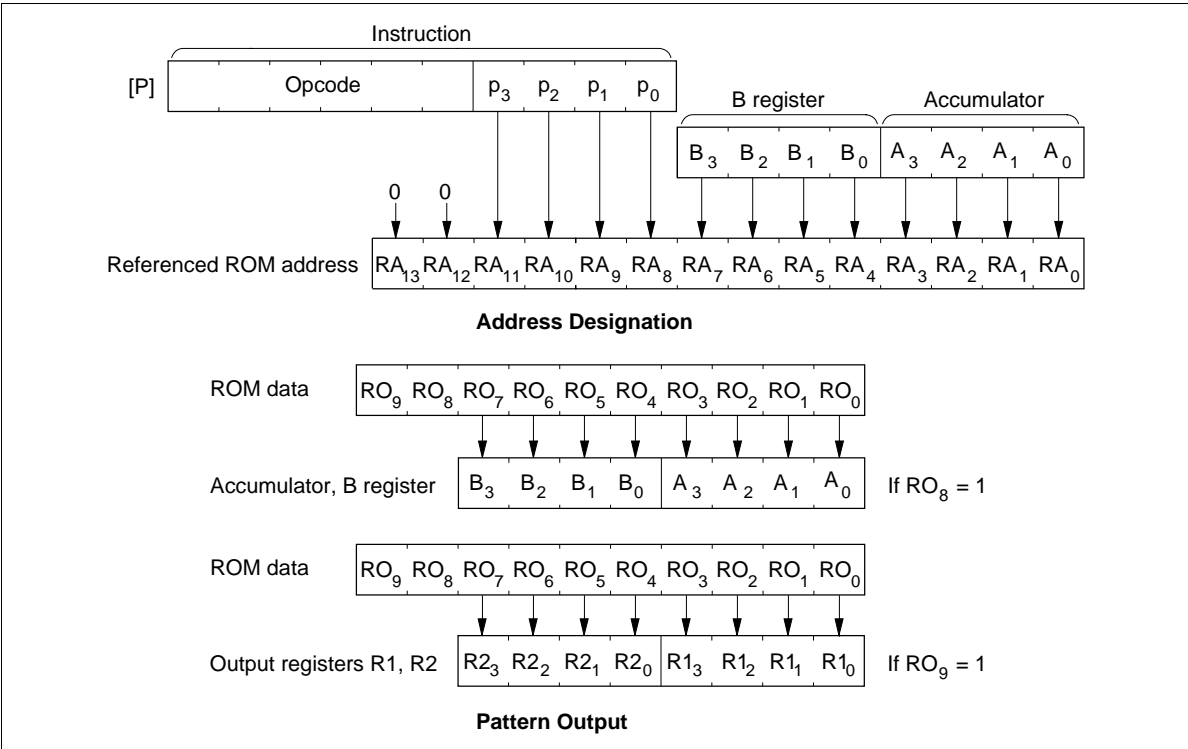 Instruction
[P] Opcode p3 p2 p1 p0
B register Accumulator
B3 B2 B1 B0 A3 A2 A1 A0
0 0
Referenced ROM address RA13 RA12 RA11 RA10 RA9 RA8 RA7 RA6 RA5 RA4 RA3 RA2 RA1 RA0
Address Designation
ROM data RO9 RO8 RO7 RO6 RO5 RO4 RO3 RO2 RO1 RO0
Accumulator, B register B3 B2 B1 B0 A3 A2 A1 A0 If RO8 = 1
ROM data RO9 RO8 RO7 RO6 RO5 RO4 RO3 RO2 RO1 RO0
Output registers R1, R2 R23 R22 R21 R20 R13 R12 R11 R10 If RO9 = 1
Pattern Output